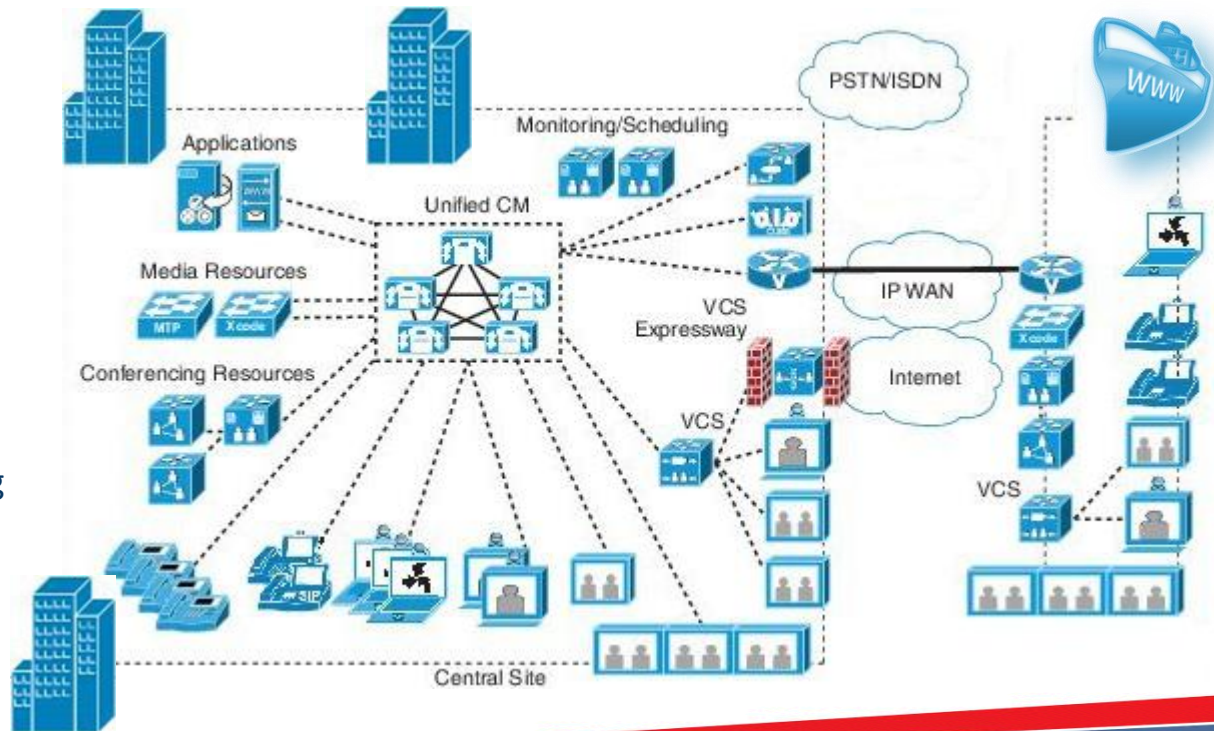 PSTN/ISDN
WWW
Monitoring/Scheduling
Applications
Unified CM
Media Resources
MTP
Xcode
IP WAN
V
V
VCS
Expressway
Xcode
Internet
Conferencing Resources
VCS
VCS
g
SIP
Central Site